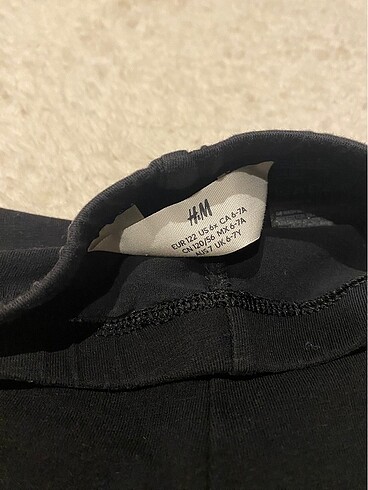 H&M
EUR 122 US 6x CA 6-7A
CN 120/56 MX 6-7A
AUS 7 UK 6-7Y